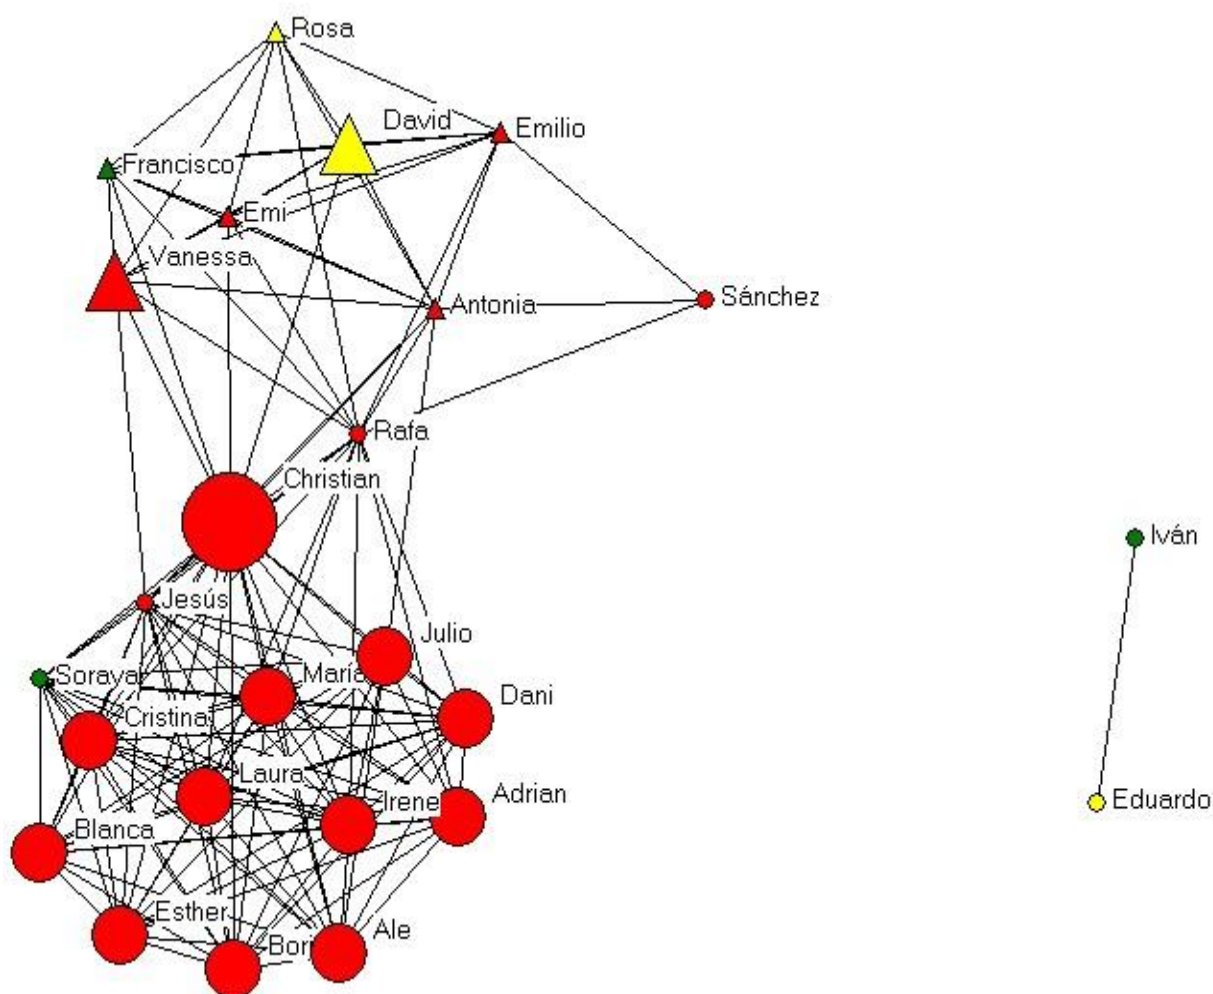 Rosa
David
Emilio
Francisco
Emi
Vanessa
Antonia
Sánchez
Rafa
Christian
Iván
Jesús
Julio
Soraya
María
Dani
Cristina
Laura
Irene
Adrian
Eduardo
Blanca
Esther
Ale
Bori